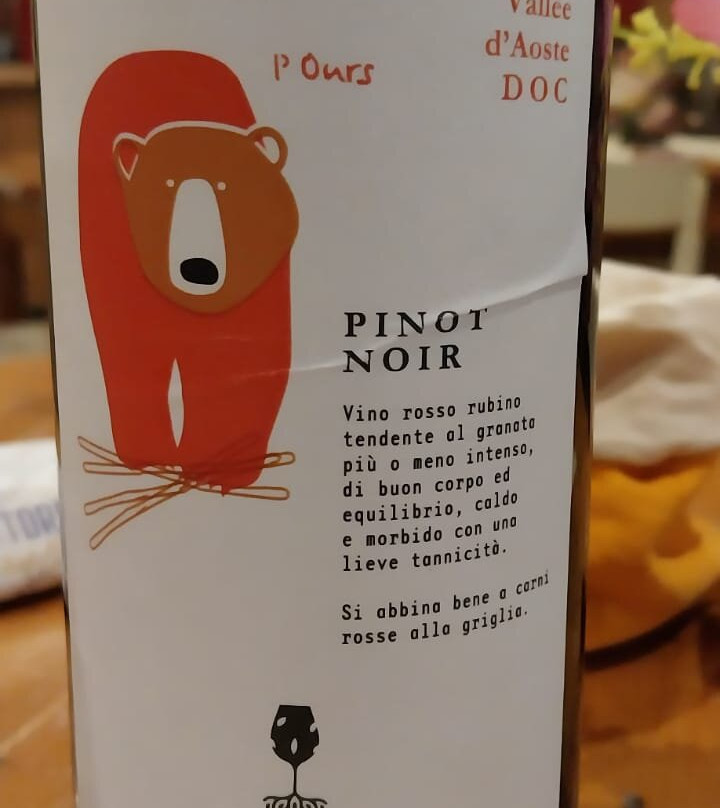 Vallée
d'Aoste
DOC
l'Ours
PINOT
NOIR
Vino rosso rubino
tendente al granata
più o meno intenso,
di buon corpo ed
equilibrio, caldo
e morbido con una
lieve tannicità.
Si abbina bene a carni
rosse alla griglia.